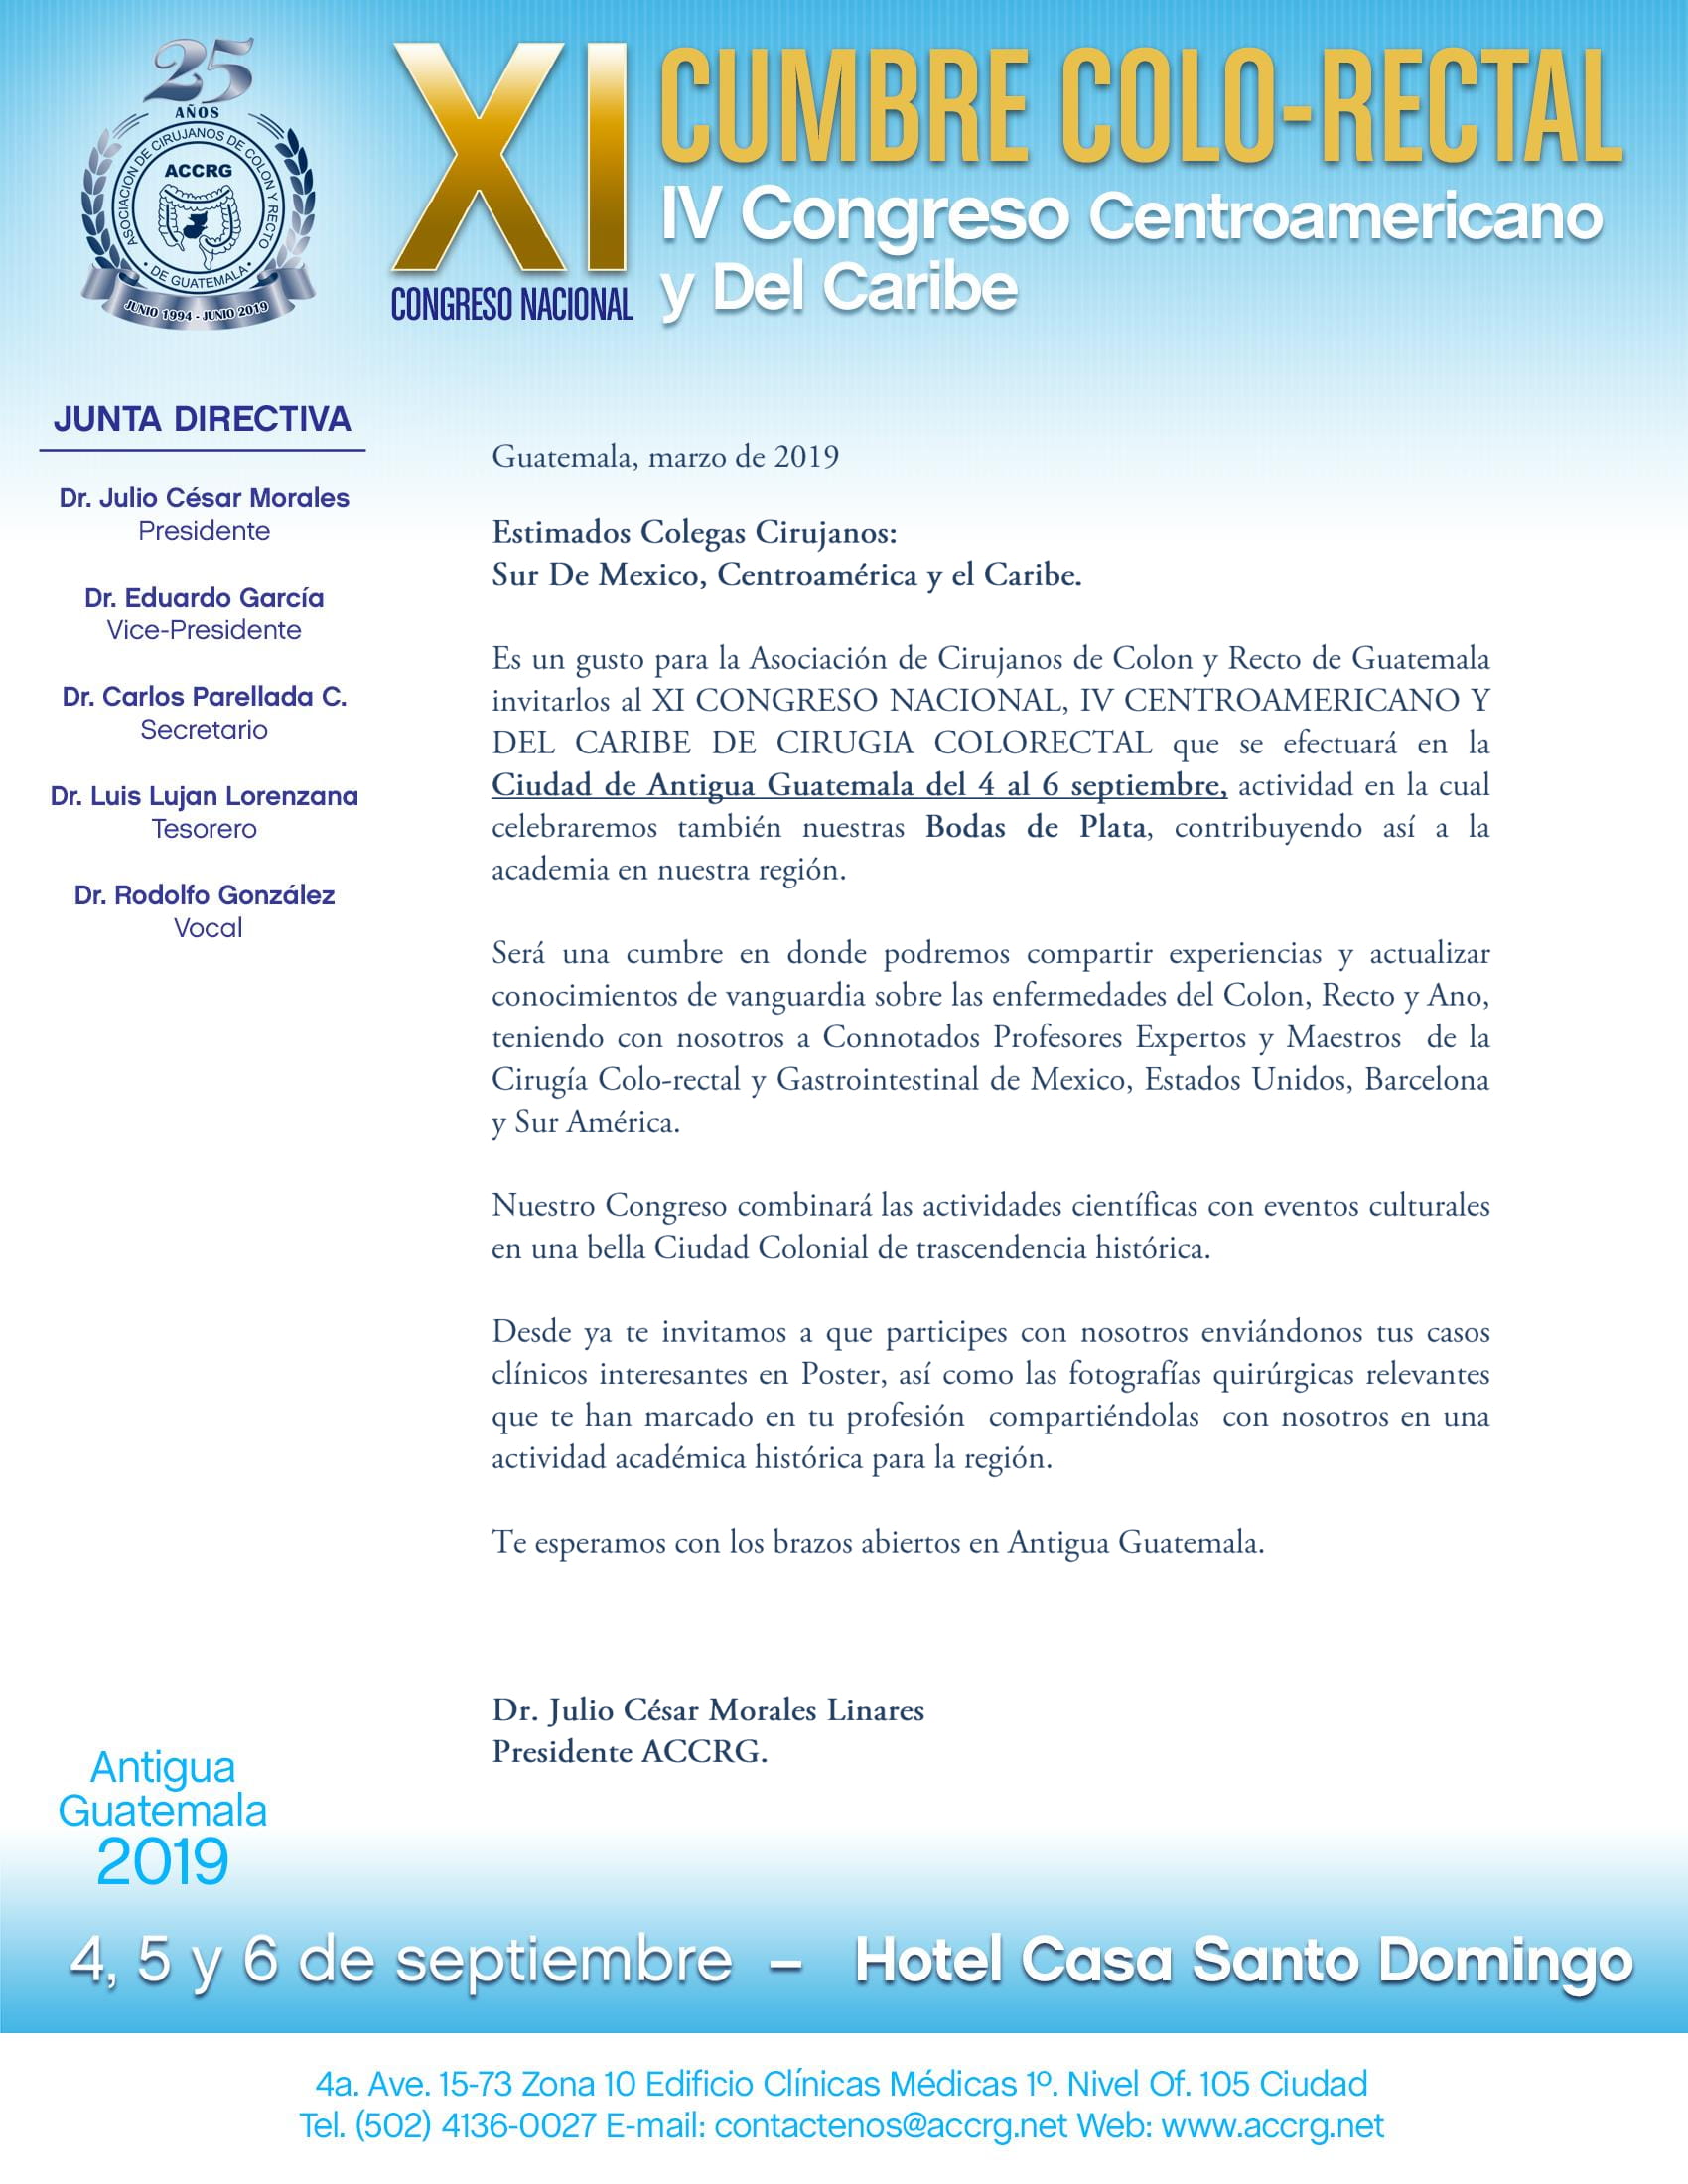 25
AÑOS
ASOCIACION DE CIRUJANOS DE COLON Y RECTO
ACCRG
• DE GUATEMALA •
JUNIO 1994 - JUNIO 2019
XI
CONGRESO NACIONAL
CUMBRE COLO-RECTAL
IV Congreso Centroamericano
y Del Caribe
JUNTA DIRECTIVA
Dr. Julio César Morales
Presidente
Dr. Eduardo García
Vice-Presidente
Dr. Carlos Parellada C.
Secretario
Dr. Luis Lujan Lorenzana
Tesorero
Dr. Rodolfo González
Vocal
Guatemala, marzo de 2019
Estimados Colegas Cirujanos:
Sur De Mexico, Centroamérica y el Caribe.
Es un gusto para la Asociación de Cirujanos de Colon y Recto de Guatemala
invitarlos al XI CONGRESO NACIONAL, IV CENTROAMERICANO Y
DEL CARIBE DE CIRUGIA COLORECTAL que se efectuará en la
Ciudad de Antigua Guatemala del 4 al 6 septiembre, actividad en la cual
celebraremos también nuestras Bodas de Plata, contribuyendo así a la
academia en nuestra región.
Será una cumbre en donde podremos compartir experiencias y actualizar
conocimientos de vanguardia sobre las enfermedades del Colon, Recto y Ano,
teniendo con nosotros a Connotados Profesores Expertos y Maestros de la
Cirugía Colo-rectal y Gastrointestinal de Mexico, Estados Unidos, Barcelona
y Sur América.
Nuestro Congreso combinará las actividades científicas con eventos culturales
en una bella Ciudad Colonial de trascendencia histórica.
Desde ya te invitamos a que participes con nosotros enviándonos tus casos
clínicos interesantes en Poster, así como las fotografías quirúrgicas relevantes
que te han marcado en tu profesión compartiéndolas con nosotros en una
actividad académica histórica para la región.
Te esperamos con los brazos abiertos en Antigua Guatemala.
Dr. Julio César Morales Linares
Presidente ACCRG.
Antigua
Guatemala
2019
4, 5 y 6 de septiembre – Hotel Casa Santo Domingo
4a. Ave. 15-73 Zona 10 Edificio Clínicas Médicas 1º. Nivel Of. 105 Ciudad
Tel. (502) 4136-0027 E-mail: contactenos@accrg.net Web: www.accrg.net